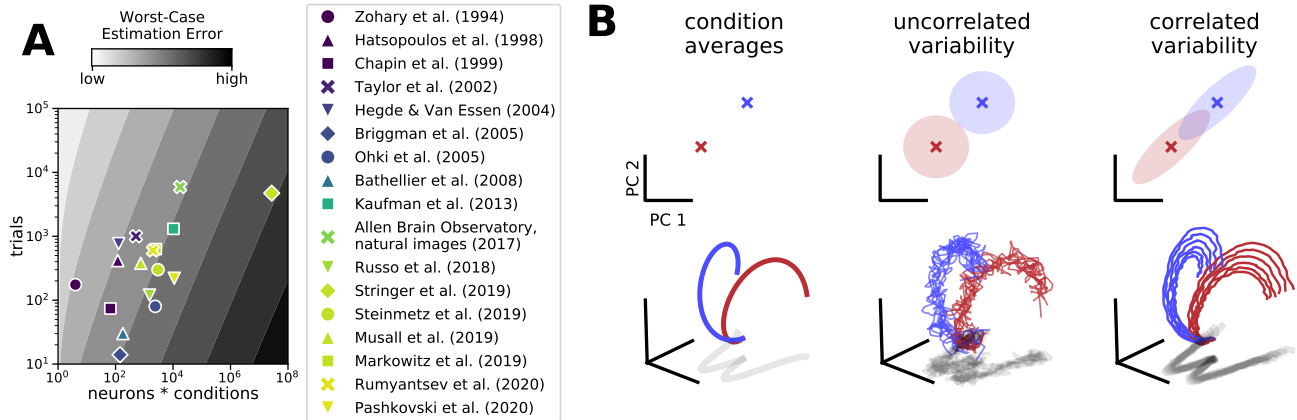 A
Worst-Case
Estimation Error
low high
trials
10^5
10^4
10^3
10^2
10^1
10^0 10^2 10^4 10^6 10^8
neurons * conditions
Zohary et al. (1994)
Hatsopoulos et al. (1998)
Chapin et al. (1999)
Taylor et al. (2002)
Hegde & Van Essen (2004)
Briggman et al. (2005)
Ohki et al. (2005)
Bathellier et al. (2008)
Kaufman et al. (2013)
Allen Brain Observatory,
natural images (2017)
Russo et al. (2018)
Stringer et al. (2019)
Steinmetz et al. (2019)
Musall et al. (2019)
Markowitz et al. (2019)
Rumyantsev et al. (2020)
Pashkovski et al. (2020)
B
condition
averages
PC 2
PC 1
uncorrelated
variability
correlated
variability